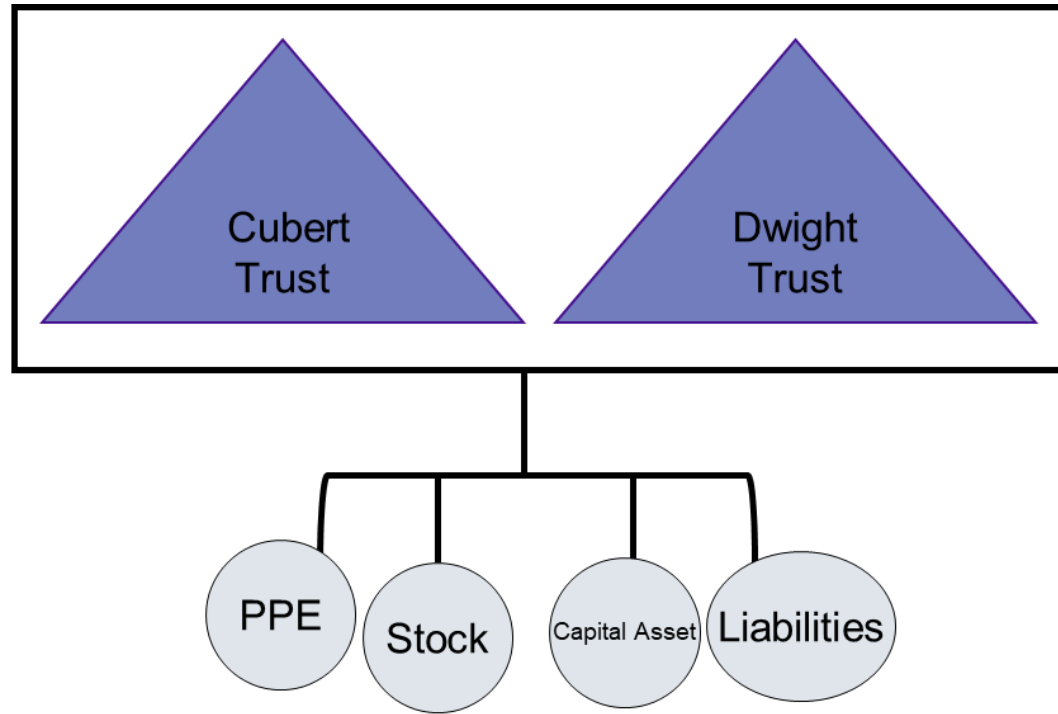 Cubert
Trust
Dwight
Trust
PPE
Stock
Capital Asset
Liabilities